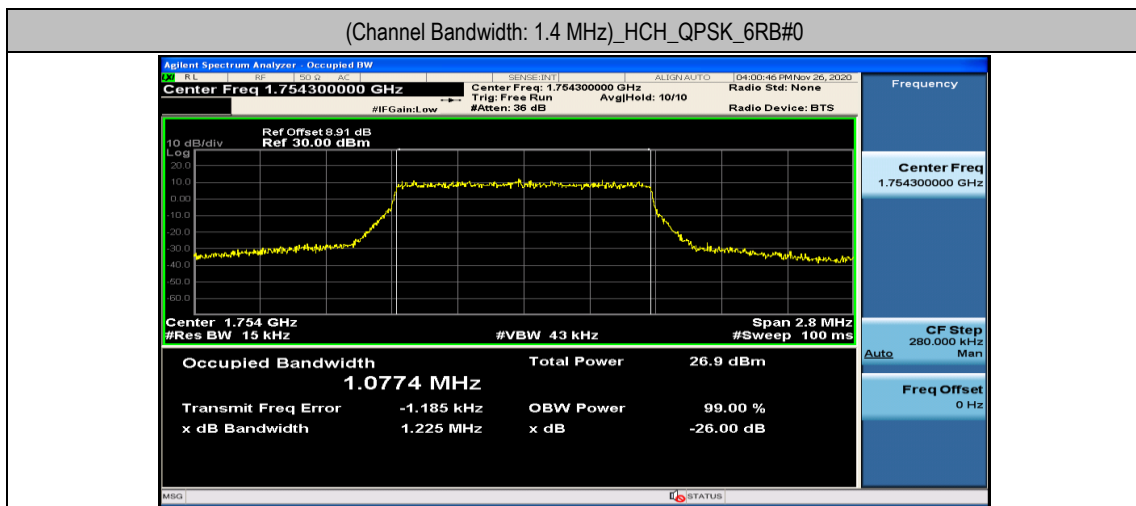 (Channel Bandwidth: 1.4 MHz)_HCH_QPSK_6RB#0
Agilent Spectrum Analyzer - Occupied BW
LXI RL RF 50 Ω AC SENSE:INT ALIGN AUTO 04:00:46 PM Nov 26, 2020
Center Freq 1.754300000 GHz
Center Freq: 1.754300000 GHz
Radio Std: None
Trig: Free Run Avg|Hold: 10/10
#IFGain:Low #Atten: 36 dB Radio Device: BTS
Ref Offset 8.91 dB
10 dB/div Ref 30.00 dBm
Log
20.0
10.0
0.00
-10.0
-20.0
-30.0
-40.0
-50.0
-60.0
Center 1.754 GHz Span 2.8 MHz
#Res BW 15 kHz #VBW 43 kHz #Sweep 100 ms
Occupied Bandwidth Total Power 26.9 dBm
1.0774 MHz
Transmit Freq Error -1.185 kHz OBW Power 99.00 %
x dB Bandwidth 1.225 MHz x dB -26.00 dB
Frequency
Center Freq
1.754300000 GHz
CF Step
280.000 kHz
Auto Man
Freq Offset
0 Hz
MSG STATUS